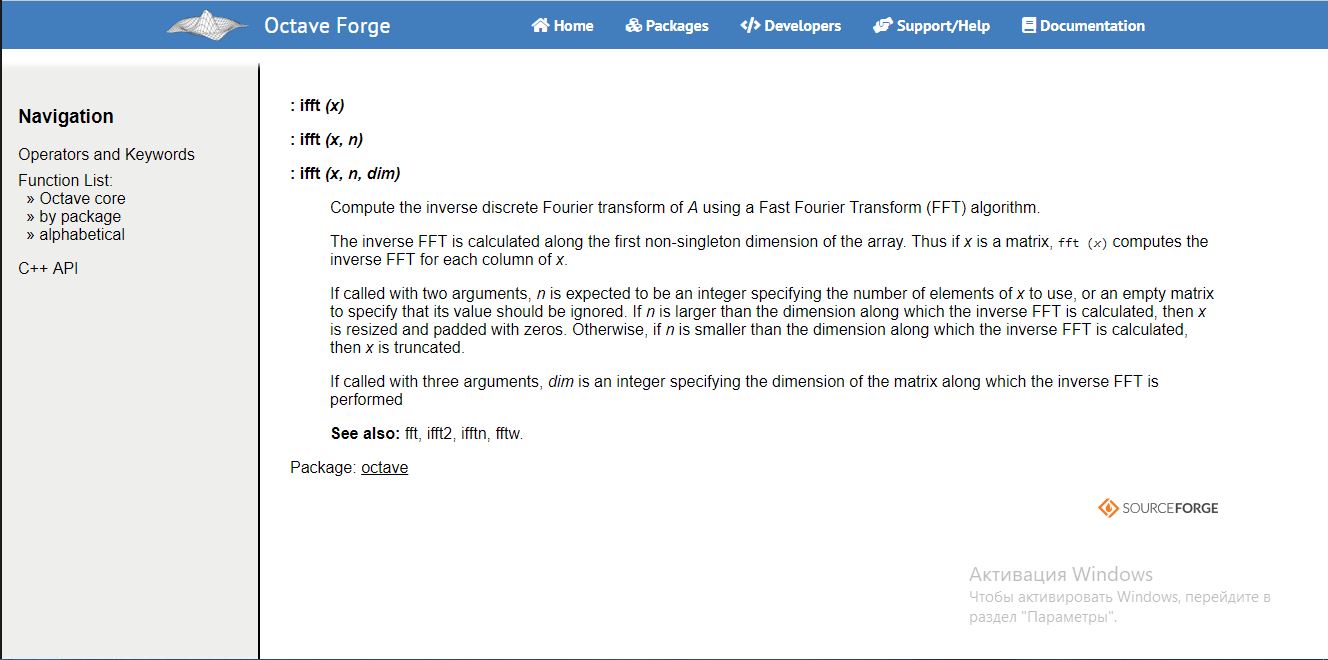 Octave Forge
Home
Packages
Developers
Support/Help
Documentation
Navigation
Operators and Keywords
Function List:
» Octave core
» by package
» alphabetical
C++ API
: ifft (x)
: ifft (x, n)
: ifft (x, n, dim)
Compute the inverse discrete Fourier transform of A using a Fast Fourier Transform (FFT) algorithm.
The inverse FFT is calculated along the first non-singleton dimension of the array. Thus if x is a matrix, fft (x) computes the
inverse FFT for each column of x.
If called with two arguments, n is expected to be an integer specifying the number of elements of x to use, or an empty matrix
to specify that its value should be ignored. If n is larger than the dimension along which the inverse FFT is calculated, then x
is resized and padded with zeros. Otherwise, if n is smaller than the dimension along which the inverse FFT is calculated,
then x is truncated.
If called with three arguments, dim is an integer specifying the dimension of the matrix along which the inverse FFT is
performed
See also: fft, ifft2, ifftn, fftw.
Package: octave
SOURCEFORGE
Активация Windows
Чтобы активировать Windows, перейдите в
раздел "Параметры".